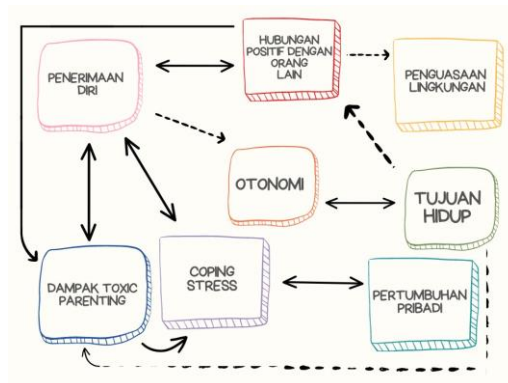 HUBUNGAN
POSITIF DENGAN
ORANG
LAIN
PENERIMAAN
DIRI
PENGUASAAN
LINGKUNGAN
OTONOMI
TUJUAN
HIDUP
DAMPAK TOXIC
PARENTING
COPING
STRESS
PERTUMBUHAN
PRIBADI